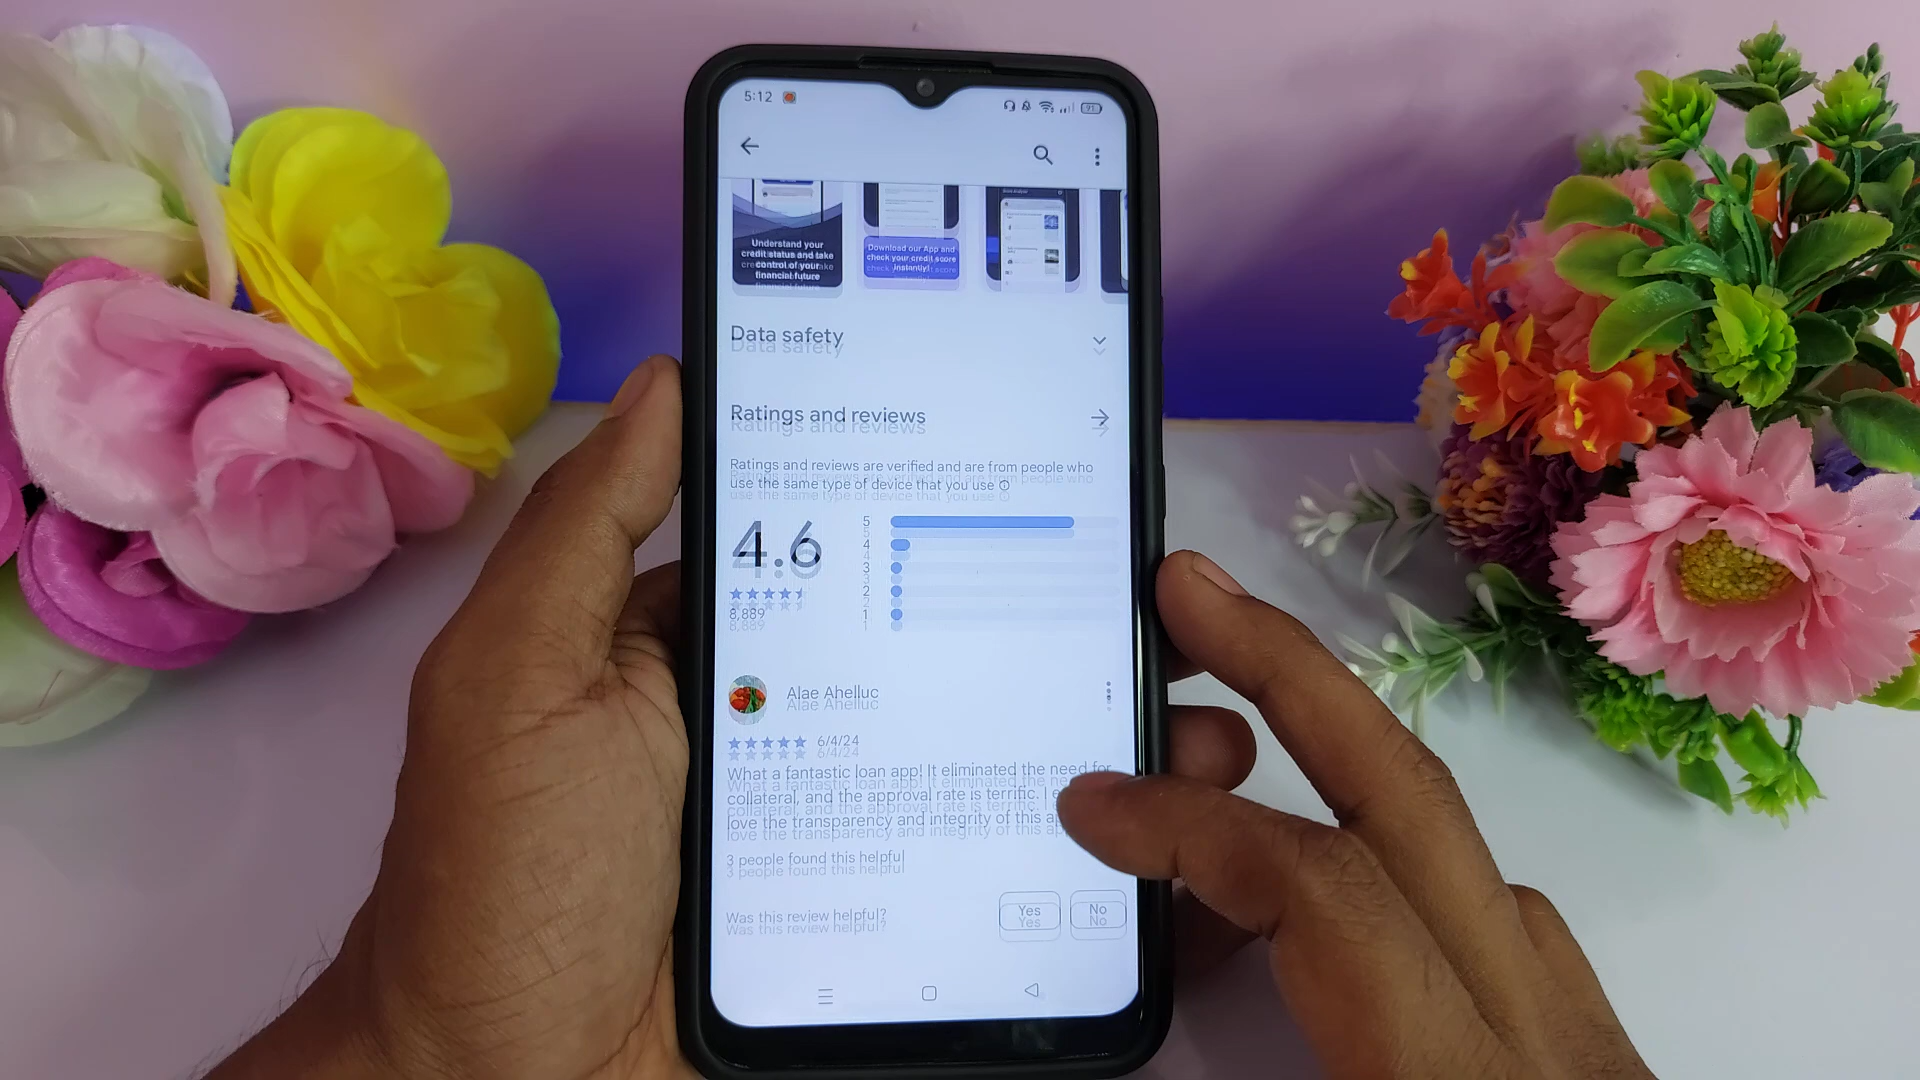 5:12
91
Understand your
credit status and take
control of your
financial future
Download our App and
check your credit score
instantly!
Data safety
Ratings and reviews
Ratings and reviews are verified and are from people who
use the same type of device that you use
4.6
8,889
5
4
3
2
1
Alae Ahelluc
6/4/24
What a fantastic loan app! It eliminated the need for
collateral, and the approval rate is terrific. I
love the transparency and integrity of this
3 people found this helpful
Was this review helpful?
Yes
No